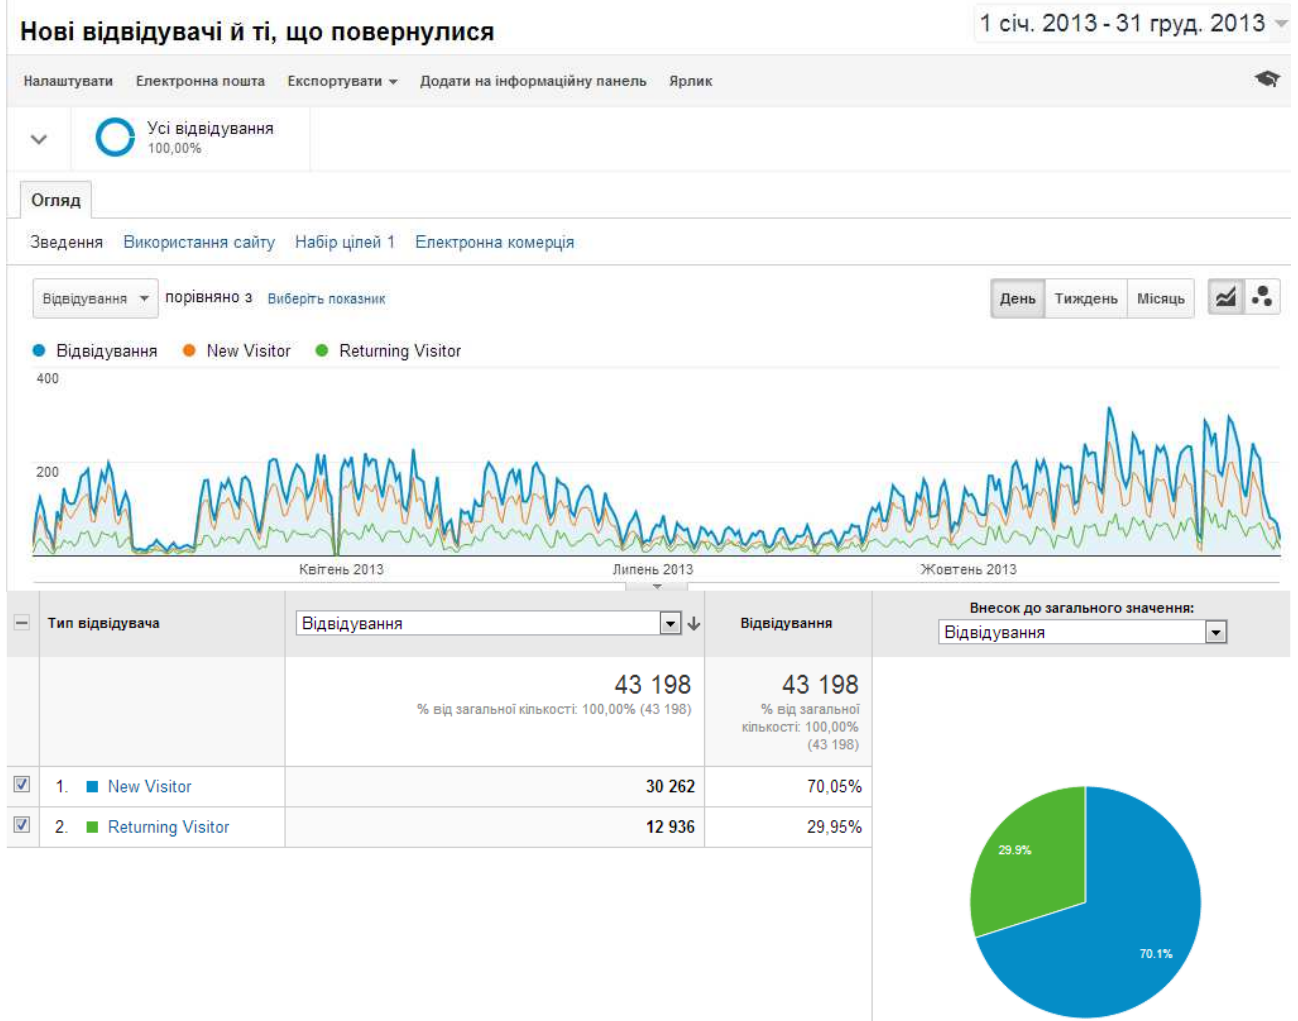 Нові відвідувачі й ті, що повернулися
1 січ. 2013 - 31 груд. 2013
Налаштувати Електронна пошта Експортувати Додати на інформаційну панель Ярлик
Усі відвідування
100,00%
Огляд
Зведення Використання сайту Набір цілей 1 Електронна комерція
Відвідування порівняно з Виберіть показник
День Тиждень Місяць
Відвідування New Visitor Returning Visitor
400
200
Квітень 2013 Липень 2013 Жовтень 2013
Тип відвідувача
Відвідування
Відвідування
Внесок до загального значення:
Відвідування
43 198
% від загальної кількості: 100,00% (43 198)
43 198
% від загальної
кількості: 100,00%
(43 198)
1. New Visitor 30 262 70,05%
2. Returning Visitor 12 936 29,95%
29.9%
70.1%